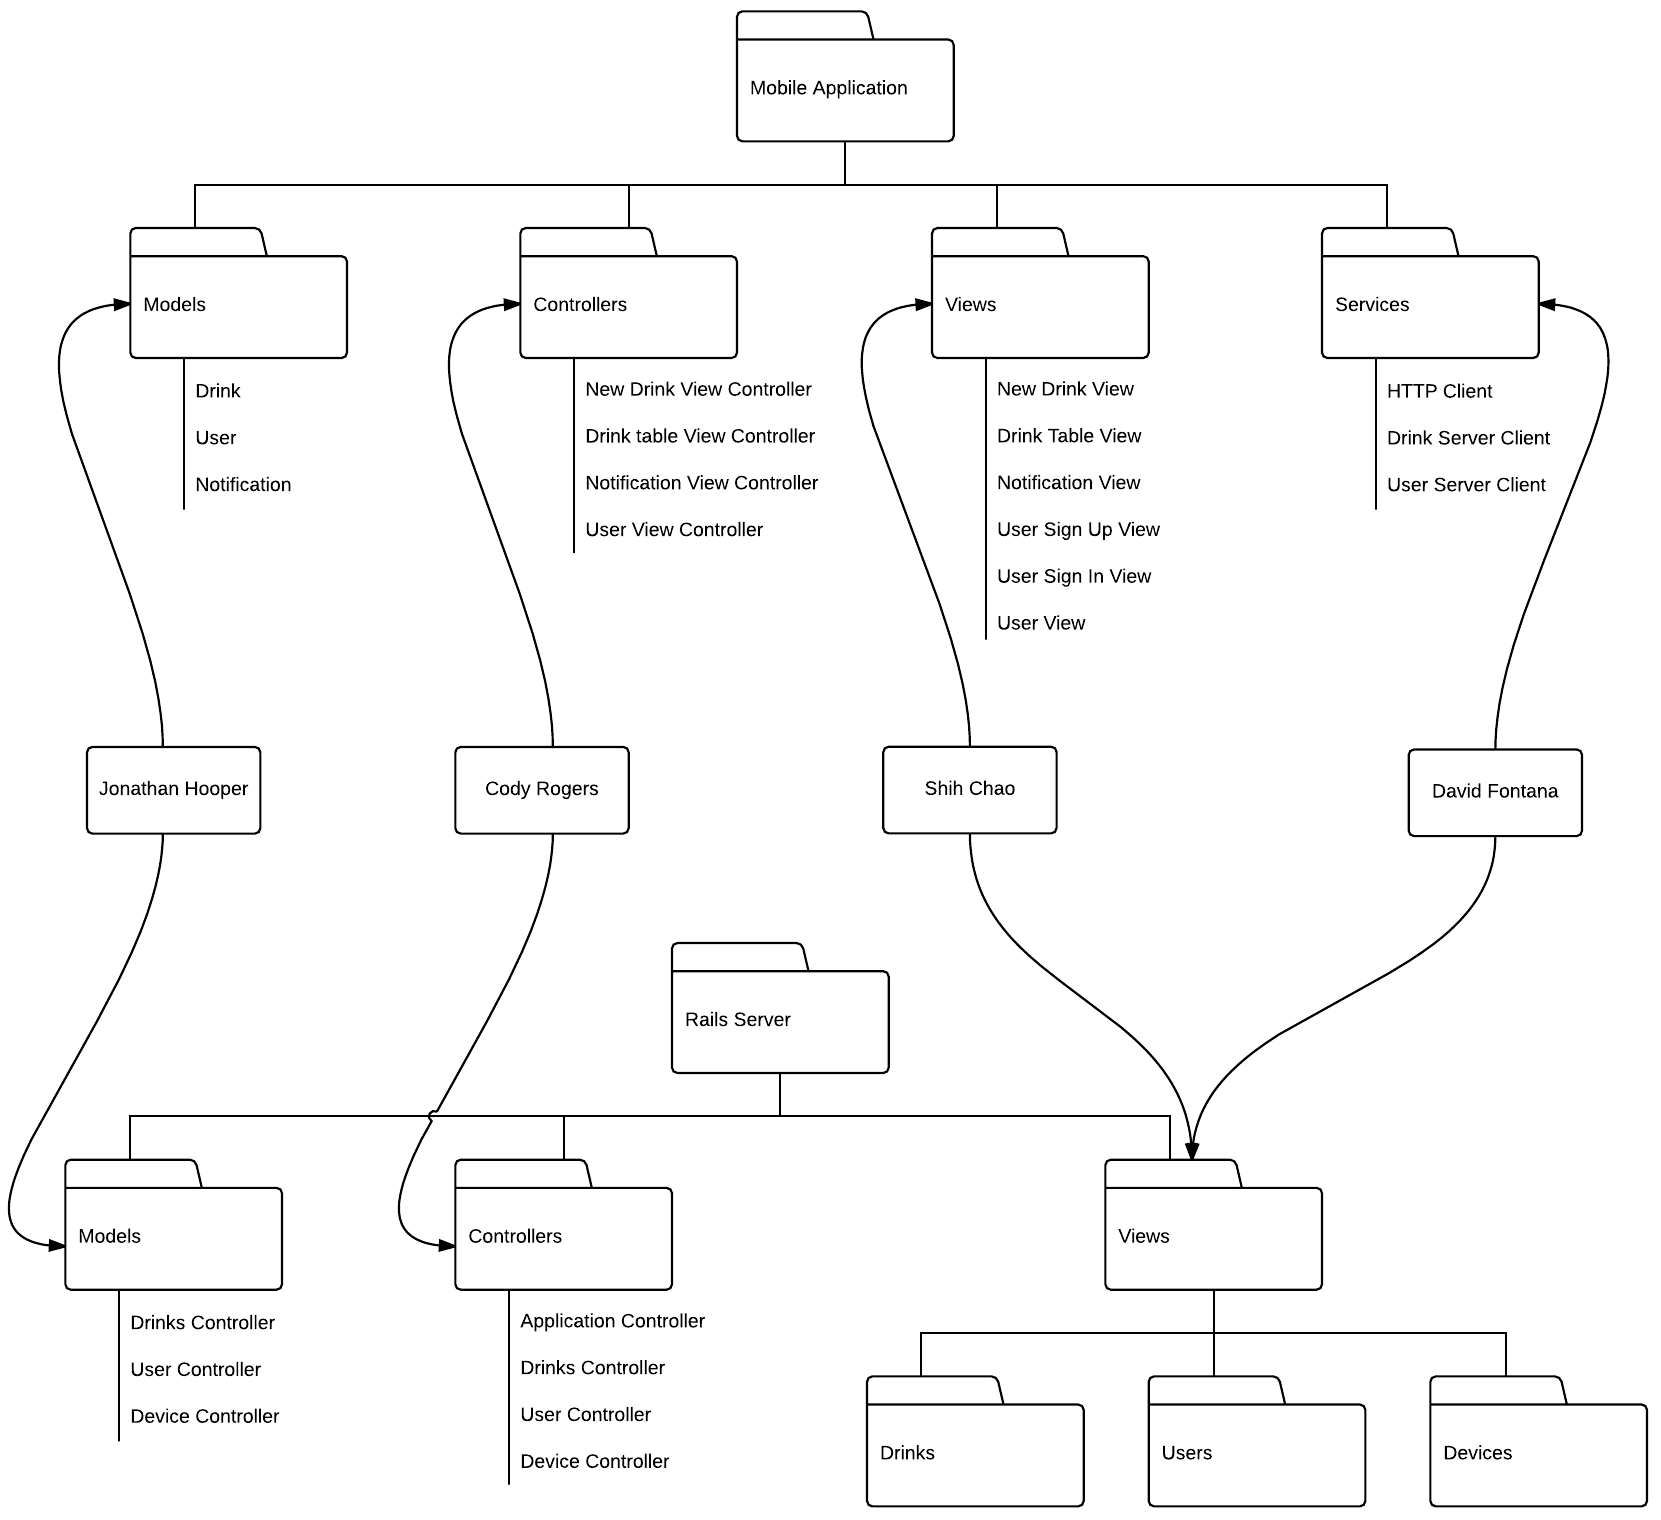 Mobile Application
Models
Controllers
Views
Services
Drink
User
Notification
New Drink View Controller
Drink table View Controller
Notification View Controller
User View Controller
New Drink View
Drink Table View
Notification View
User Sign Up View
User Sign In View
User View
HTTP Client
Drink Server Client
User Server Client
Jonathan Hooper
Cody Rogers
Shih Chao
David Fontana
Rails Server
Models
Controllers
Views
Drinks Controller
User Controller
Device Controller
Application Controller
Drinks Controller
User Controller
Device Controller
Drinks
Users
Devices